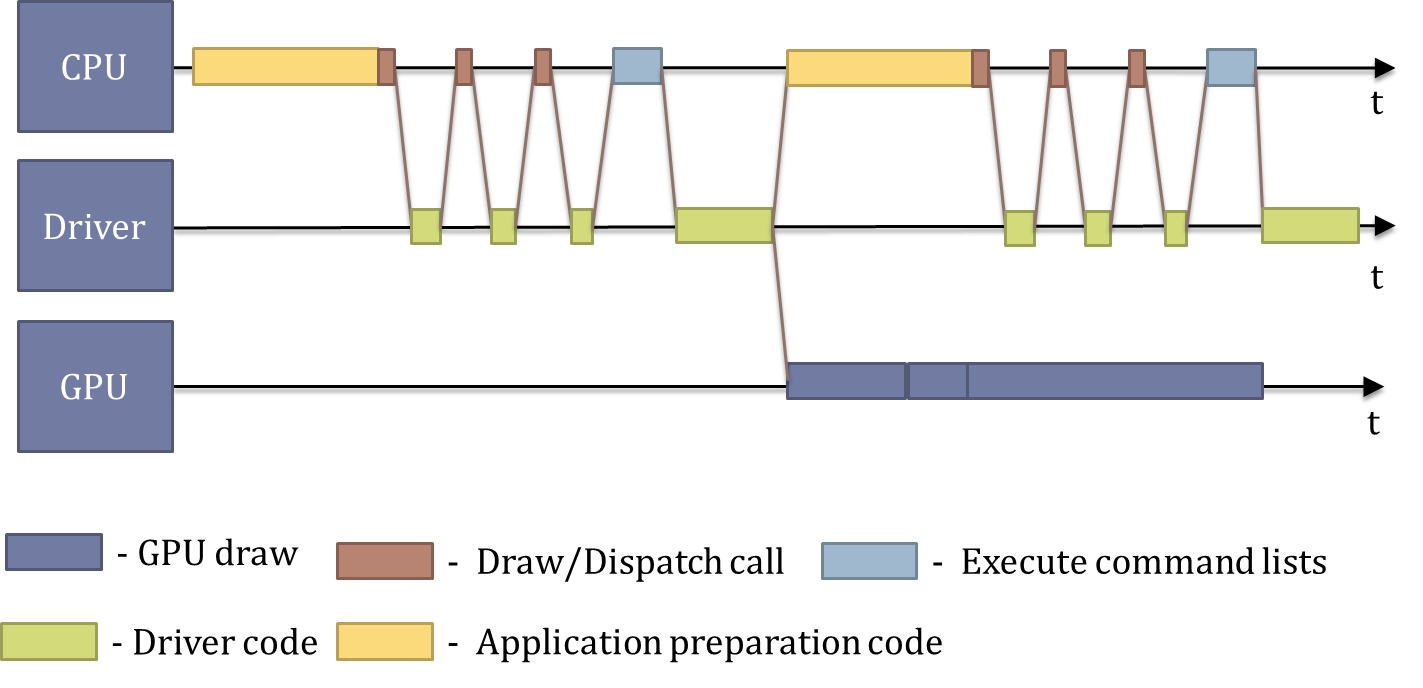 CPU
t
Driver
t
GPU
t
- GPU draw
- Draw/Dispatch call
- Execute command lists
- Driver code
- Application preparation code